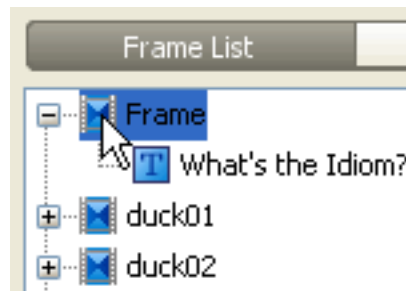 Frame List
Frame
T What's the Idiom?
duck01
duck02